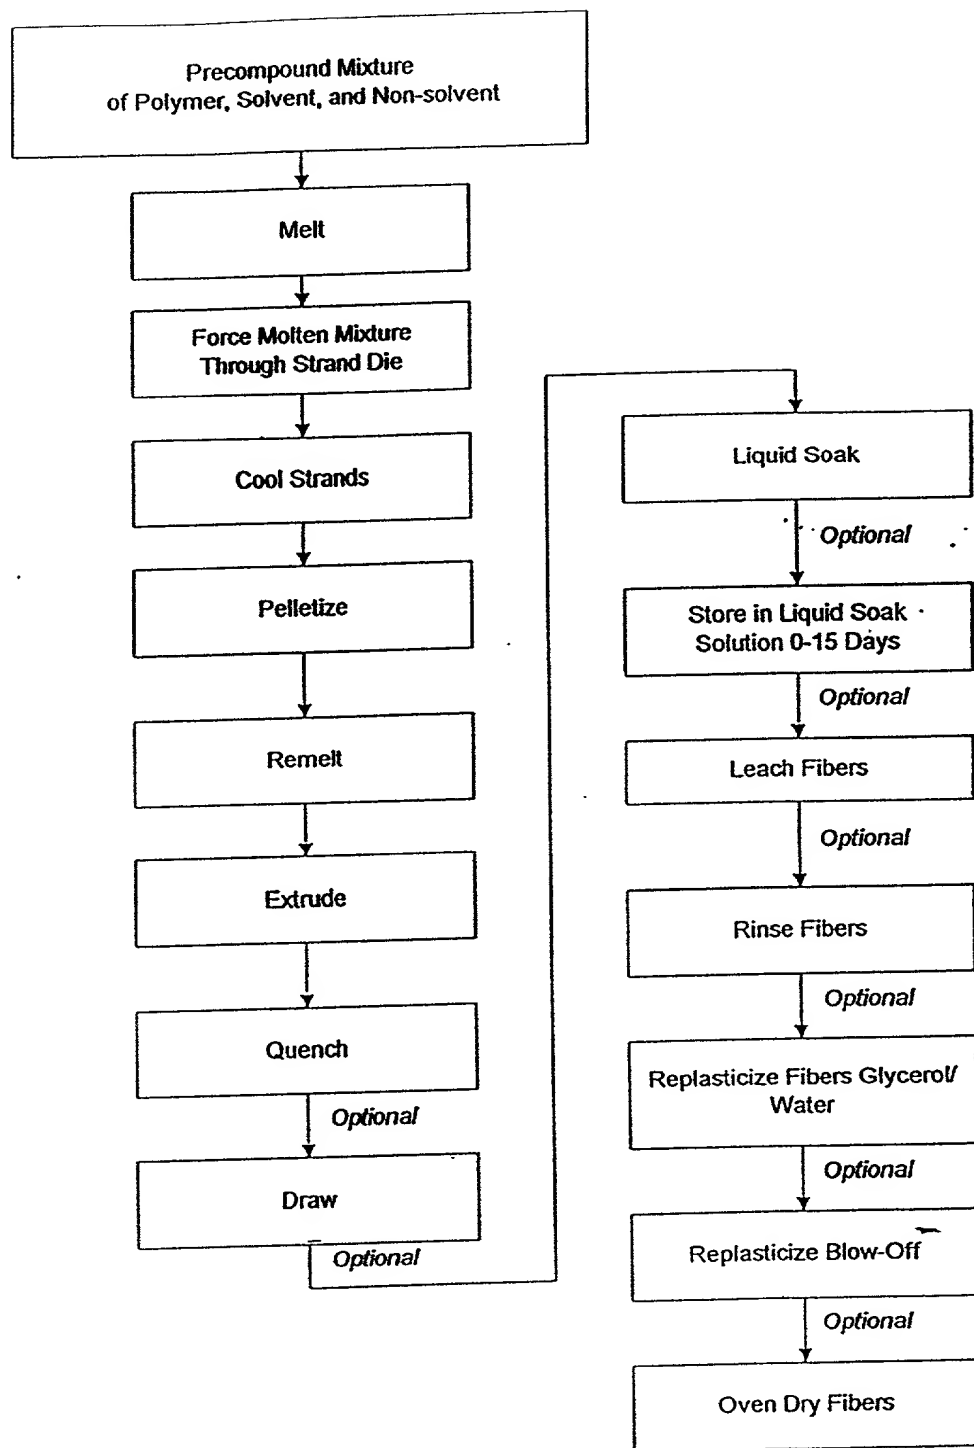 Precompound Mixture
of Polymer, Solvent, and Non-solvent
Melt
Force Molten Mixture
Through Strand Die
Cool Strands
Pelletize
Remelt
Extrude
Quench
Optional
Draw
Optional
Liquid Soak
Optional
Store in Liquid Soak
Solution 0-15 Days
Optional
Leach Fibers
Optional
Rinse Fibers
Optional
Replasticize Fibers Glycerol/
Water
Optional
Replasticize Blow-Off
Optional
Oven Dry Fibers